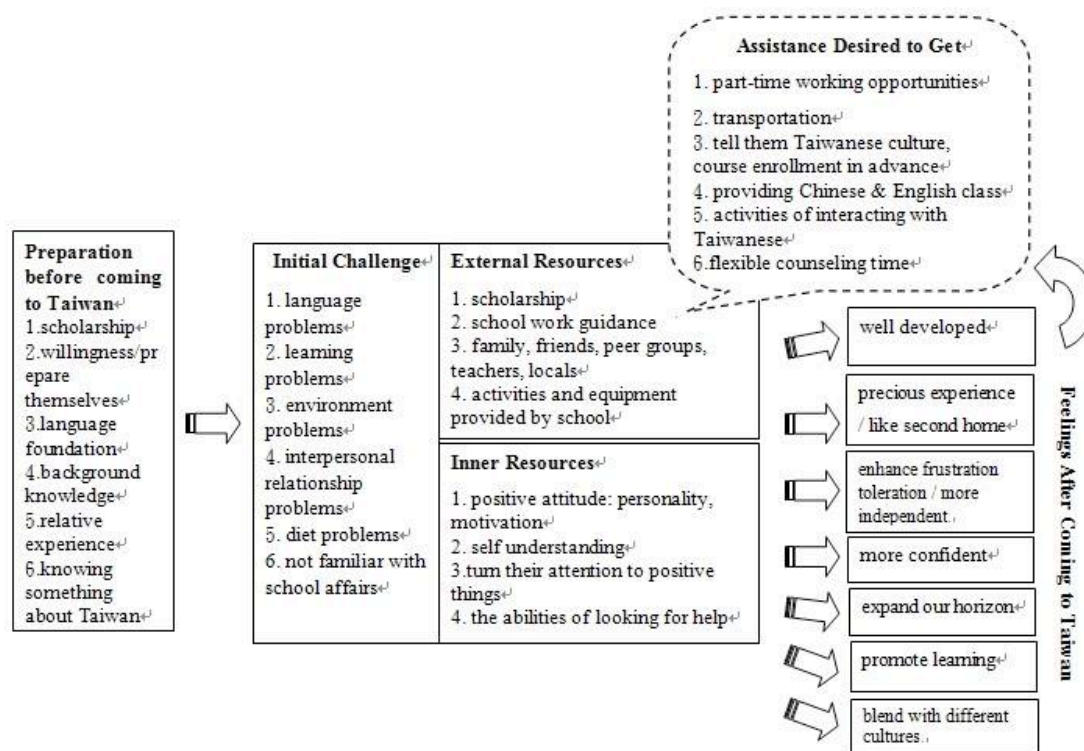 Assistance Desired to Get↵
1. part-time working opportunities↵
2. transportation↵
3. tell them Taiwanese culture,
course enrollment in advance↵
4. providing Chinese & English class↵
5. activities of interacting with
Taiwanese↵
6.flexible counseling time↵
Preparation
before coming
to Taiwan↵
1.scholarship↵
2.willingness/pr
epare
themselves↵
3.language
foundation↵
4.background
knowledge↵
5.relative
experience↵
6.knowing
something
about Taiwan↵
Initial Challenge↵
1. language
problems↵
2. learning
problems↵
3. environment
problems↵
4. interpersonal
relationship
problems↵
5. diet problems↵
6. not familiar with
school affairs↵
External Resources↵
1. scholarship↵
2. school work guidance
3. family, friends, peer groups,
teachers, locals↵
4. activities and equipment
provided by school↵
Inner Resources↵
1. positive attitude: personality,
motivation↵
2. self understanding↵
3.turn their attention to positive
things↵
4. the abilities of looking for help↵
well developed↵
precious experience
/ like second home↵
enhance frustration
toleration / more
independent.↵
more confident↵
expand our horizon↵
promote learning↵
blend with different
cultures.↵
Feelings After Coming to Taiwan